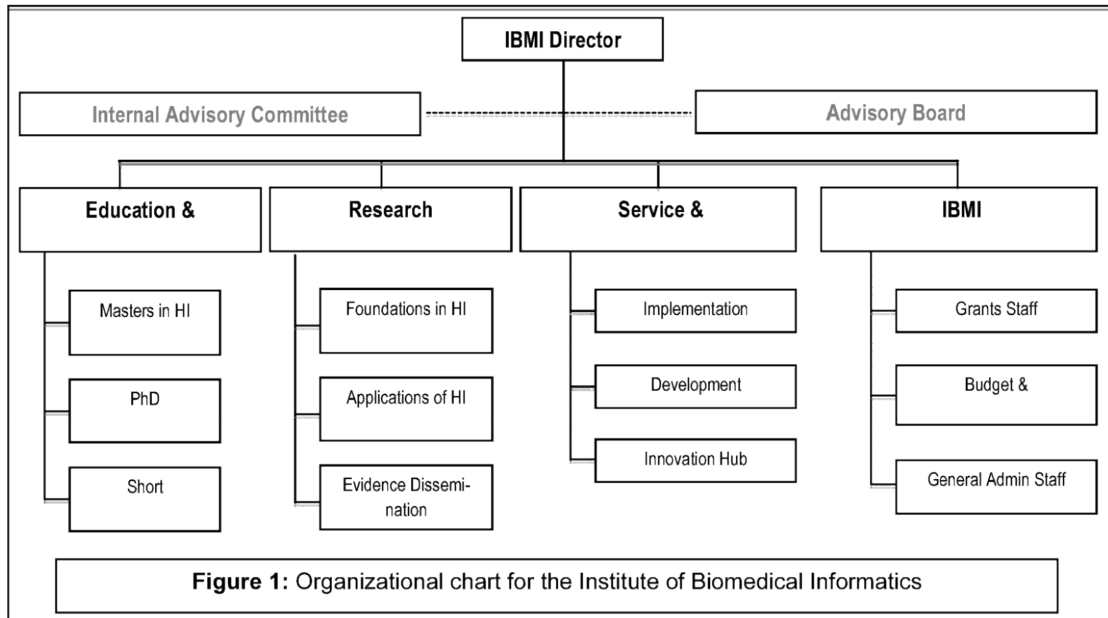 IBMI Director
Internal Advisory Committee
Advisory Board
Education &
Research
Service &
IBMI
Masters in HI
Foundations in HI
Implementation
Grants Staff
PhD
Applications of HI
Development
Budget &
Short
Evidence Dissemi-
nation
Innovation Hub
General Admin Staff
Figure 1: Organizational chart for the Institute of Biomedical Informatics